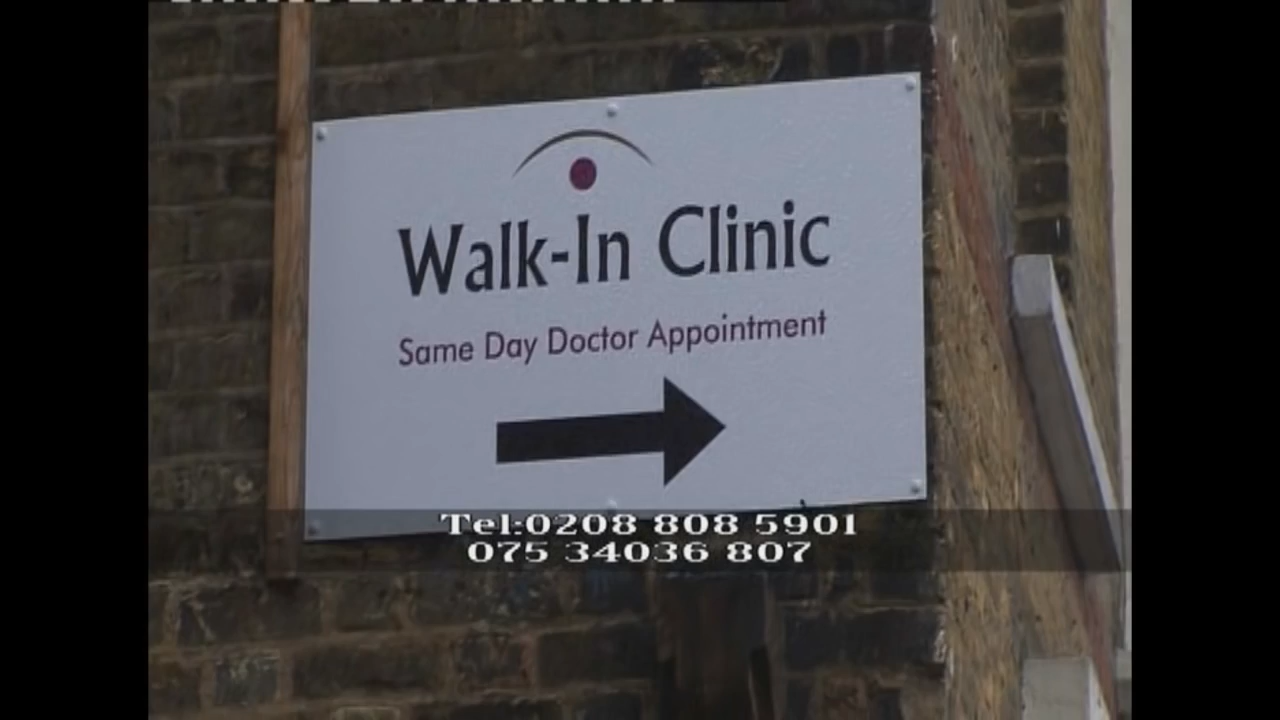 Walk-In Clinic
Same Day Doctor Appointment
Tel:0208 808 5901
075 34036 807